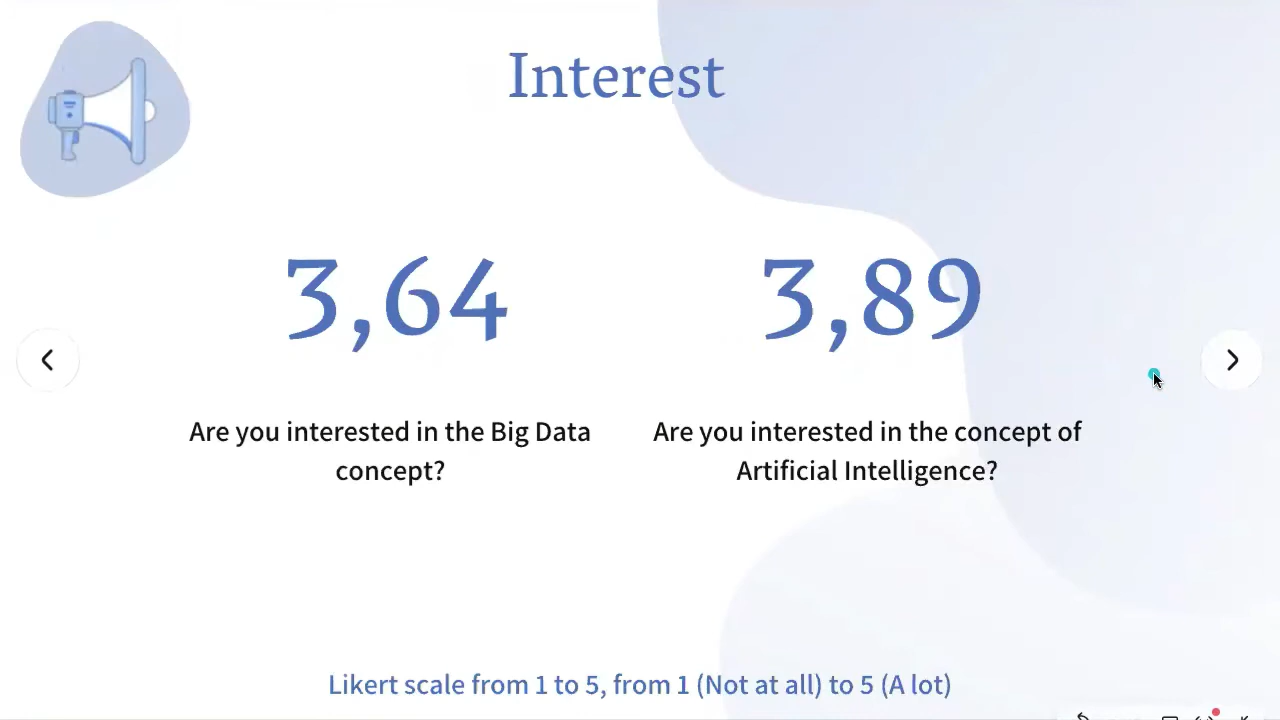 Interest
3,64
3,89
Are you interested in the Big Data
concept?
Are you interested in the concept of
Artificial Intelligence?
Likert scale from 1 to 5, from 1 (Not at all) to 5 (A lot)